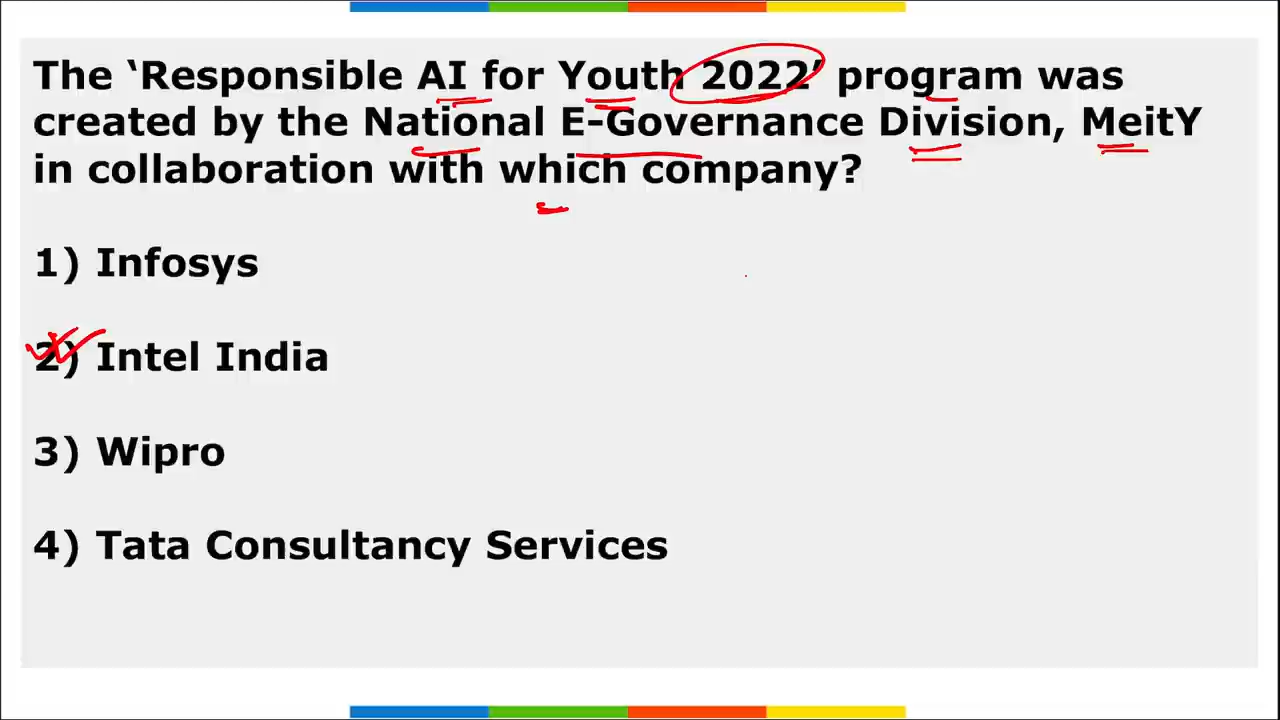 The ‘Responsible AI for Youth 2022’ program was
created by the National E-Governance Division, MeitY
in collaboration with which company?
1) Infosys
2) Intel India
3) Wipro
4) Tata Consultancy Services